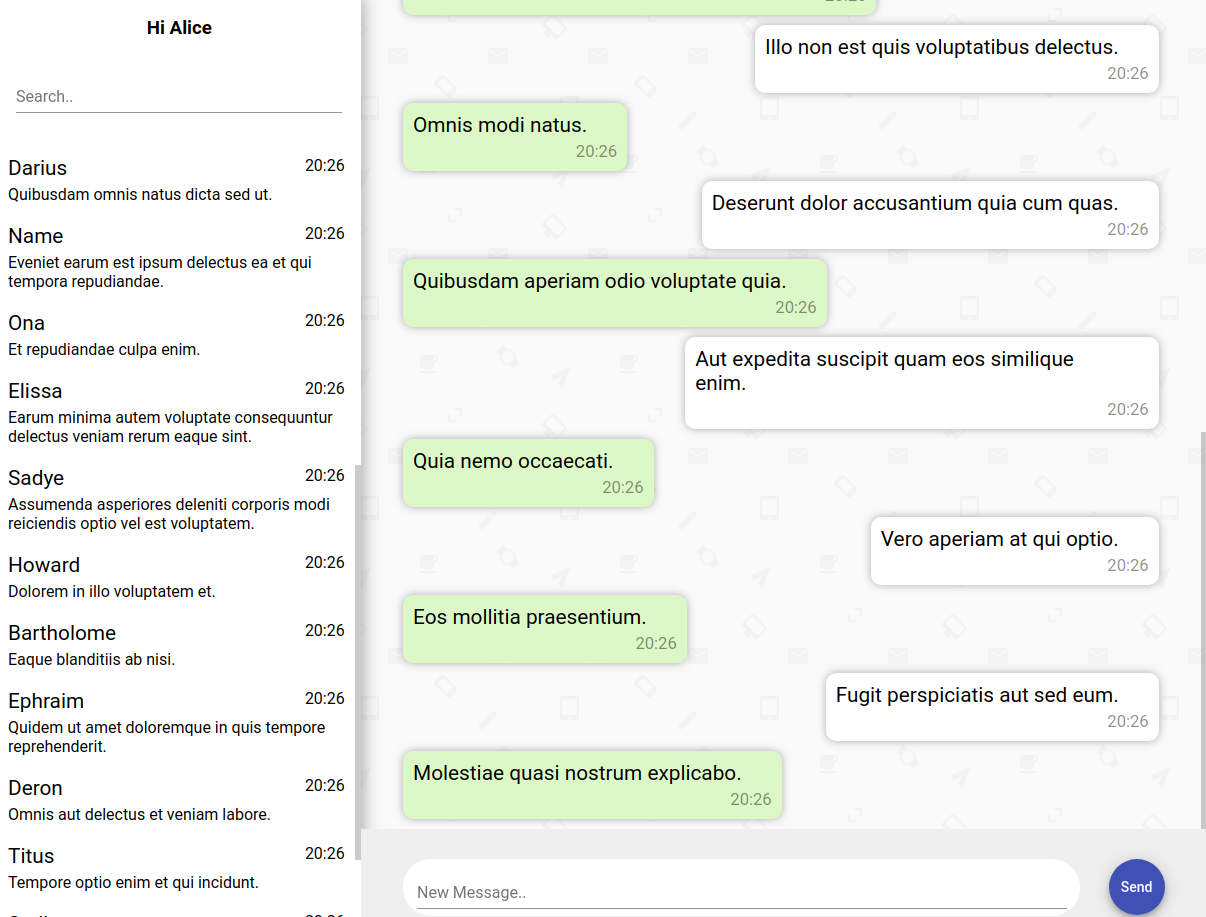 Hi Alice
Search..
Darius
20:26
Quibusdam omnis natus dicta sed ut.
Name
20:26
Eveniet earum est ipsum delectus ea et qui
tempora repudiandae.
Ona
20:26
Et repudiandae culpa enim.
Elissa
20:26
Earum minima autem voluptate consequuntur
delectus veniam rerum eaque sint.
Sadye
20:26
Assumenda asperiores deleniti corporis modi
reiciendis optio vel est voluptatem.
Howard
20:26
Dolorem in illo voluptatem et.
Bartholome
20:26
Eaque blanditiis ab nisi.
Ephraim
20:26
Quidem ut amet doloremque in quis tempore
reprehenderit.
Deron
20:26
Omnis aut delectus et veniam labore.
Titus
20:26
Tempore optio enim et qui incidunt.
Illo non est quis voluptatibus delectus.
20:26
Omnis modi natus.
20:26
Deserunt dolor accusantium quia cum quas.
20:26
Quibusdam aperiam odio voluptate quia.
20:26
Aut expedita suscipit quam eos similique
enim.
20:26
Quia nemo occaecati.
20:26
Vero aperiam at qui optio.
20:26
Eos mollitia praesentium.
20:26
Fugit perspiciatis aut sed eum.
20:26
Molestiae quasi nostrum explicabo.
20:26
New Message..
Send